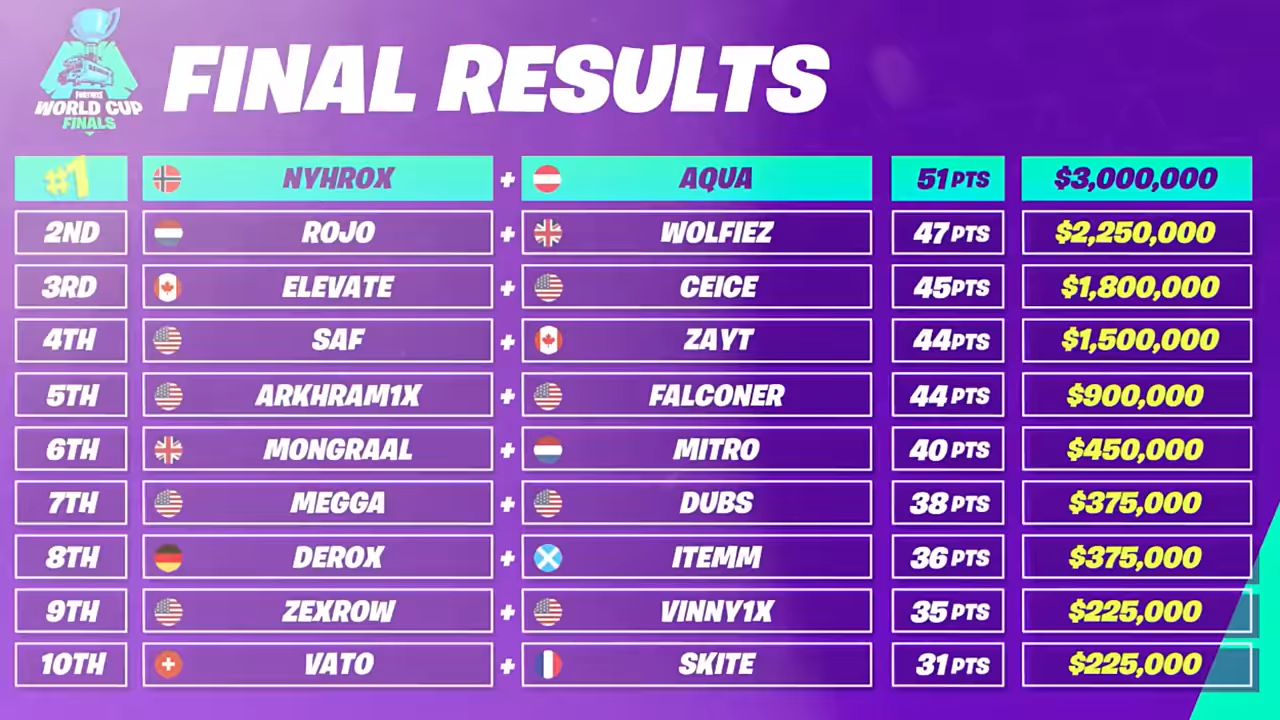 FORTNITE
WORLD CUP
FINALS
FINAL RESULTS
#1 NYHROX + AQUA 51 PTS $3,000,000
2ND ROJO + WOLFIEZ 47 PTS $2,250,000
3RD ELEVATE + CEICE 45 PTS $1,800,000
4TH SAF + ZAYT 44 PTS $1,500,000
5TH ARKHRAM1X + FALCONER 44 PTS $900,000
6TH MONGRAAL + MITRO 40 PTS $450,000
7TH MEGGA + DUBS 38 PTS $375,000
8TH DEROX + ITEMM 36 PTS $375,000
9TH ZEXROW + VINNY1X 35 PTS $225,000
10TH VATO + SKITE 31 PTS $225,000